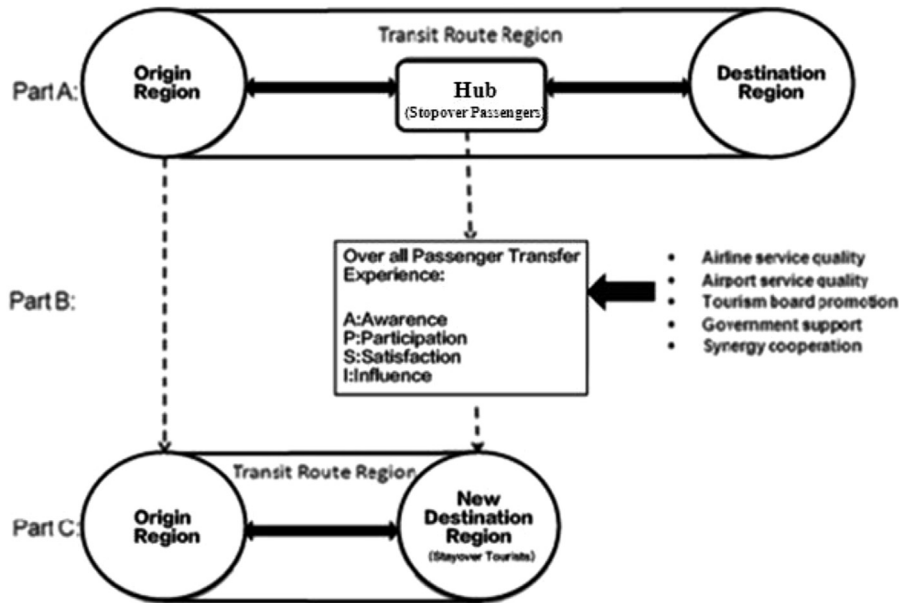 Transit Route Region
Part A:
Origin
Region
Hub
(Stopover Passengers)
Destination
Region
Part B:
Over all Passenger Transfer
Experience:
A:Awarence
P:Participation
S:Satisfaction
I:Influence
• Airline service quality
• Airport service quality
• Tourism board promotion
• Government support
• Synergy cooperation
Transit Route Region
Part C:
Origin
Region
New
Destination
Region
(Stayover Tourists)